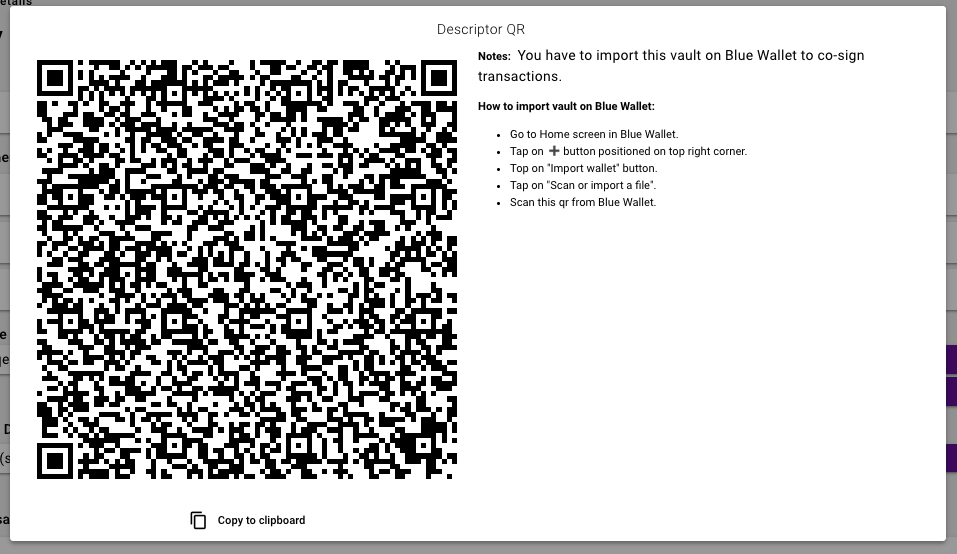 etails
Descriptor QR
Notes: You have to import this vault on Blue Wallet to co-sign
transactions.
How to import vault on Blue Wallet:
Go to Home screen in Blue Wallet.
Tap on + button positioned on top right corner.
Top on "Import wallet" button.
Tap on "Scan or import a file".
Scan this qr from Blue Wallet.
Copy to clipboard